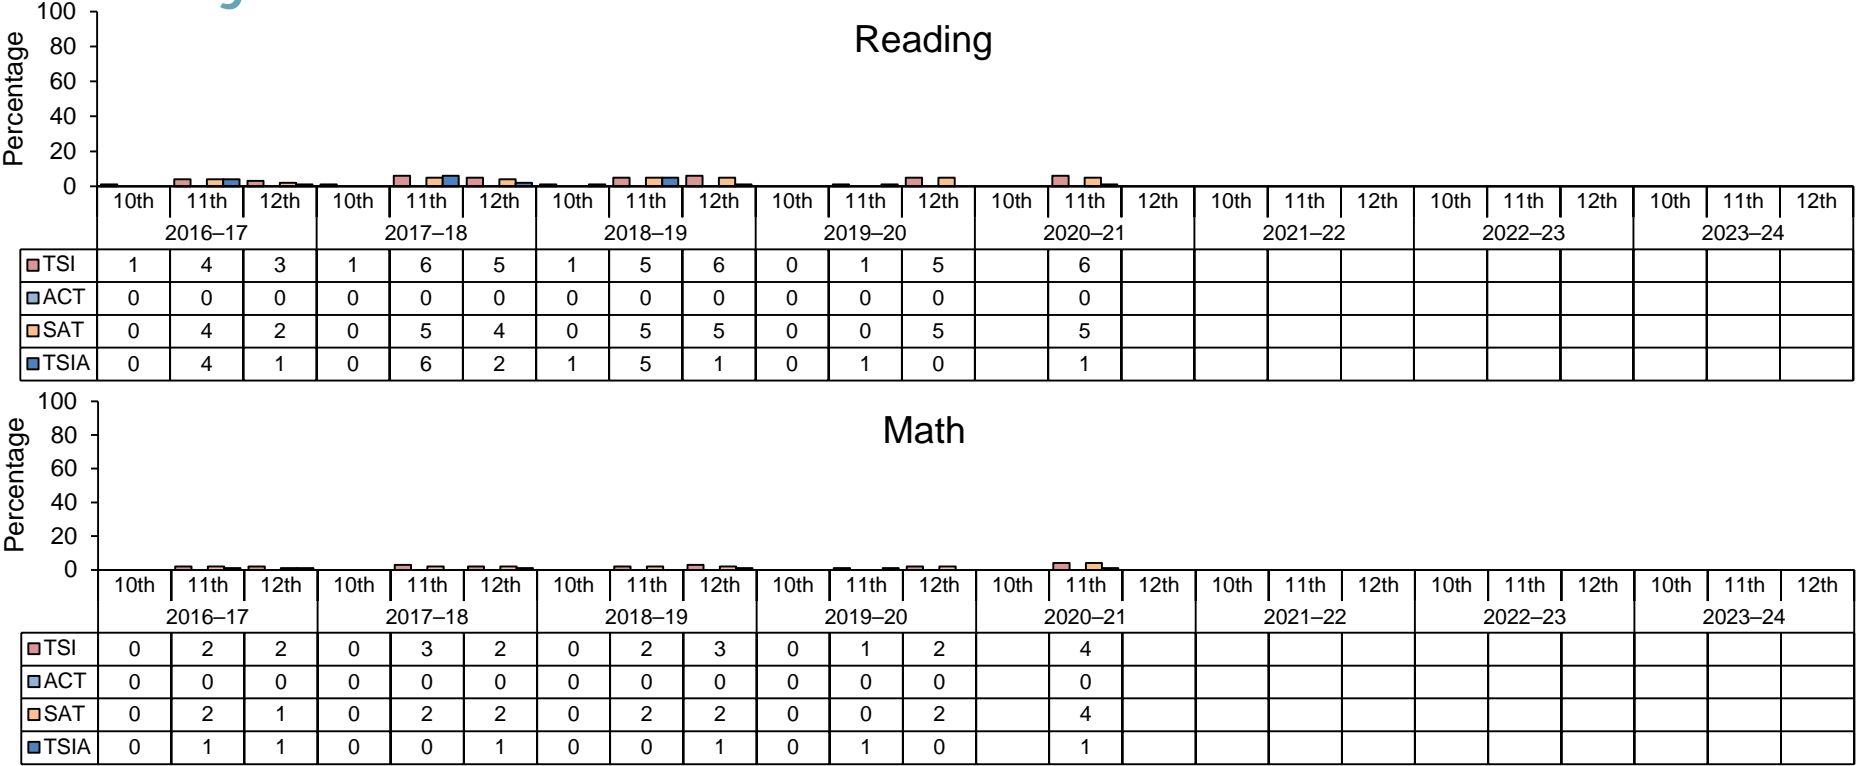 Reading
Percentage
100
80
60
40
20
0
10th 11th 12th 10th 11th 12th 10th 11th 12th 10th 11th 12th 10th 11th 12th 10th 11th 12th 10th 11th 12th 10th 11th 12th
2016–17 2017–18 2018–19 2019–20 2020–21 2021–22 2022–23 2023–24
TSI 1 4 3 1 6 5 1 5 6 0 1 5 6
ACT 0 0 0 0 0 0 0 0 0 0 0 0 0
SAT 0 4 2 0 5 4 0 5 5 0 0 5 5
TSIA 0 4 1 0 6 2 1 5 1 0 1 0 1
Math
Percentage
100
80
60
40
20
0
10th 11th 12th 10th 11th 12th 10th 11th 12th 10th 11th 12th 10th 11th 12th 10th 11th 12th 10th 11th 12th 10th 11th 12th
2016–17 2017–18 2018–19 2019–20 2020–21 2021–22 2022–23 2023–24
TSI 0 2 2 0 3 2 0 2 3 0 1 2 4
ACT 0 0 0 0 0 0 0 0 0 0 0 0 0
SAT 0 2 1 0 2 2 0 2 2 0 0 2 4
TSIA 0 1 1 0 0 1 0 0 1 0 1 0 1